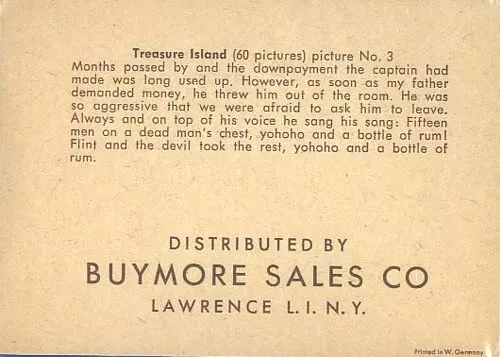 Treasure Island (60 pictures) picture No. 3
Months passed by and the downpayment the captain had
made was long used up. However, as soon as my father
demanded money, he threw him out of the room. He was
so aggressive that we were afraid to ask him to leave.
Always and on top of his voice he sang his song: Fifteen
men on a dead man's chest, yohoho and a bottle of rum!
Flint and the devil took the rest, yohoho and a bottle of
rum.
DISTRIBUTED BY
BUYMORE SALES CO
LAWRENCE L. I. N. Y.
Printed in W. Germany